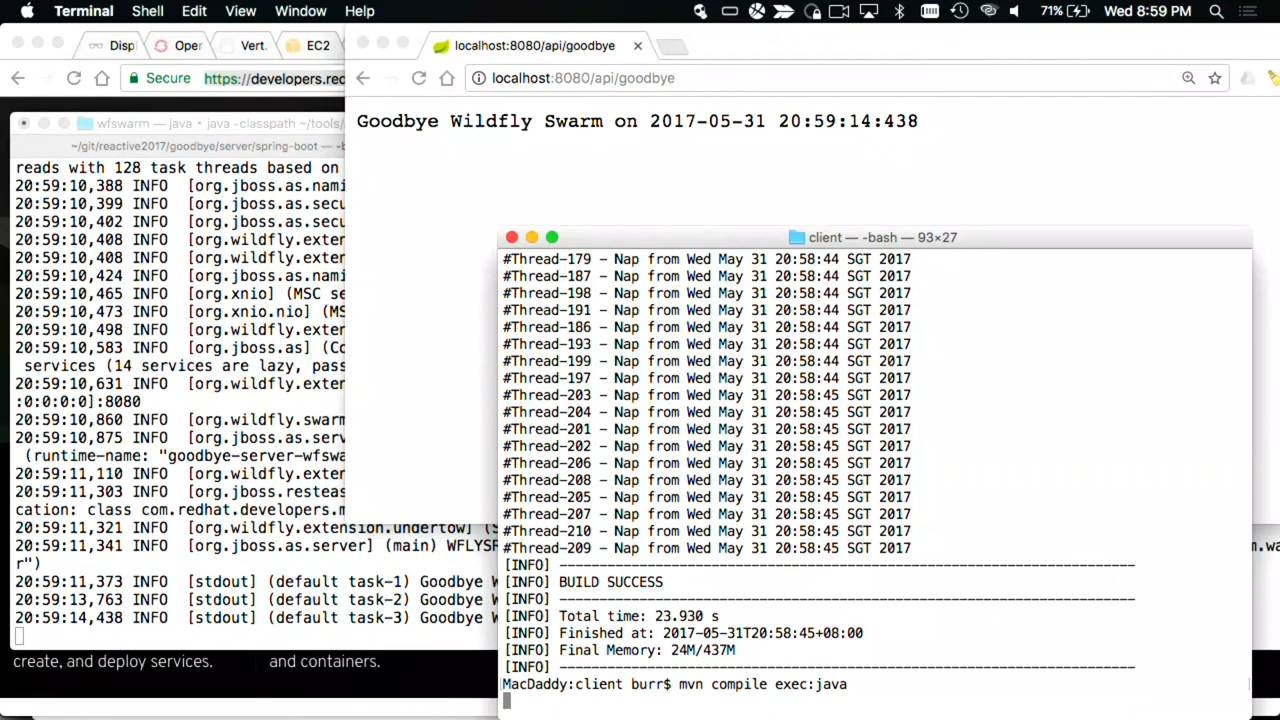 Terminal Shell Edit View Window Help 71% Wed 8:59 PM
Displ Oper Vert. EC2
localhost:8080/api/goodbye
Secure https://developers.red
localhost:8080/api/goodbye
Goodbye Wildfly Swarm on 2017-05-31 20:59:14:438
wfswarm — java • java -classpath ~/tools/
~/git/reactive2017/goodbye/server/spring-boot — -b
reads with 128 task threads based on
20:59:10,388 INFO [org.jboss.as.nami
20:59:10,399 INFO [org.jboss.as.secu
20:59:10,402 INFO [org.jboss.as.secu
20:59:10,408 INFO [org.wildfly.exten
20:59:10,408 INFO [org.wildfly.exten
20:59:10,424 INFO [org.jboss.as.nami
20:59:10,465 INFO [org.xnio] (MSC se
20:59:10,473 INFO [org.xnio.nio] (MS
20:59:10,498 INFO [org.wildfly.exten
20:59:10,583 INFO [org.jboss.as] (Co
services (14 services are lazy, pass
20:59:10,631 INFO [org.wildfly.exten
:0:0:0:0]:8080
20:59:10,860 INFO [org.wildfly.swarm
20:59:10,875 INFO [org.jboss.as.serv
(runtime-name: "goodbye-server-wfswa
20:59:11,110 INFO [org.wildfly.exten
20:59:11,303 INFO [org.jboss.resteas
cation: class com.redhat.developers.m
20:59:11,321 INFO [org.wildfly.extension.undertow] (S
20:59:11,341 INFO [org.jboss.as.server] (main) WFLYSR
m.wa
r")
20:59:11,373 INFO [stdout] (default task-1) Goodbye W
20:59:13,763 INFO [stdout] (default task-2) Goodbye W
20:59:14,438 INFO [stdout] (default task-3) Goodbye W
create, and deploy services. and containers.
client — -bash — 93×27
#Thread-179 - Nap from Wed May 31 20:58:44 SGT 2017
#Thread-187 - Nap from Wed May 31 20:58:44 SGT 2017
#Thread-198 - Nap from Wed May 31 20:58:44 SGT 2017
#Thread-191 - Nap from Wed May 31 20:58:44 SGT 2017
#Thread-186 - Nap from Wed May 31 20:58:44 SGT 2017
#Thread-193 - Nap from Wed May 31 20:58:44 SGT 2017
#Thread-199 - Nap from Wed May 31 20:58:44 SGT 2017
#Thread-197 - Nap from Wed May 31 20:58:44 SGT 2017
#Thread-203 - Nap from Wed May 31 20:58:45 SGT 2017
#Thread-204 - Nap from Wed May 31 20:58:45 SGT 2017
#Thread-201 - Nap from Wed May 31 20:58:45 SGT 2017
#Thread-202 - Nap from Wed May 31 20:58:45 SGT 2017
#Thread-206 - Nap from Wed May 31 20:58:45 SGT 2017
#Thread-208 - Nap from Wed May 31 20:58:45 SGT 2017
#Thread-205 - Nap from Wed May 31 20:58:45 SGT 2017
#Thread-207 - Nap from Wed May 31 20:58:45 SGT 2017
#Thread-210 - Nap from Wed May 31 20:58:45 SGT 2017
#Thread-209 - Nap from Wed May 31 20:58:45 SGT 2017
[INFO] ------------------------------------------------------------------------
[INFO] BUILD SUCCESS
[INFO] ------------------------------------------------------------------------
[INFO] Total time: 23.930 s
[INFO] Finished at: 2017-05-31T20:58:45+08:00
[INFO] Final Memory: 24M/437M
[INFO] ------------------------------------------------------------------------
MacDaddy:client burr$ mvn compile exec:java